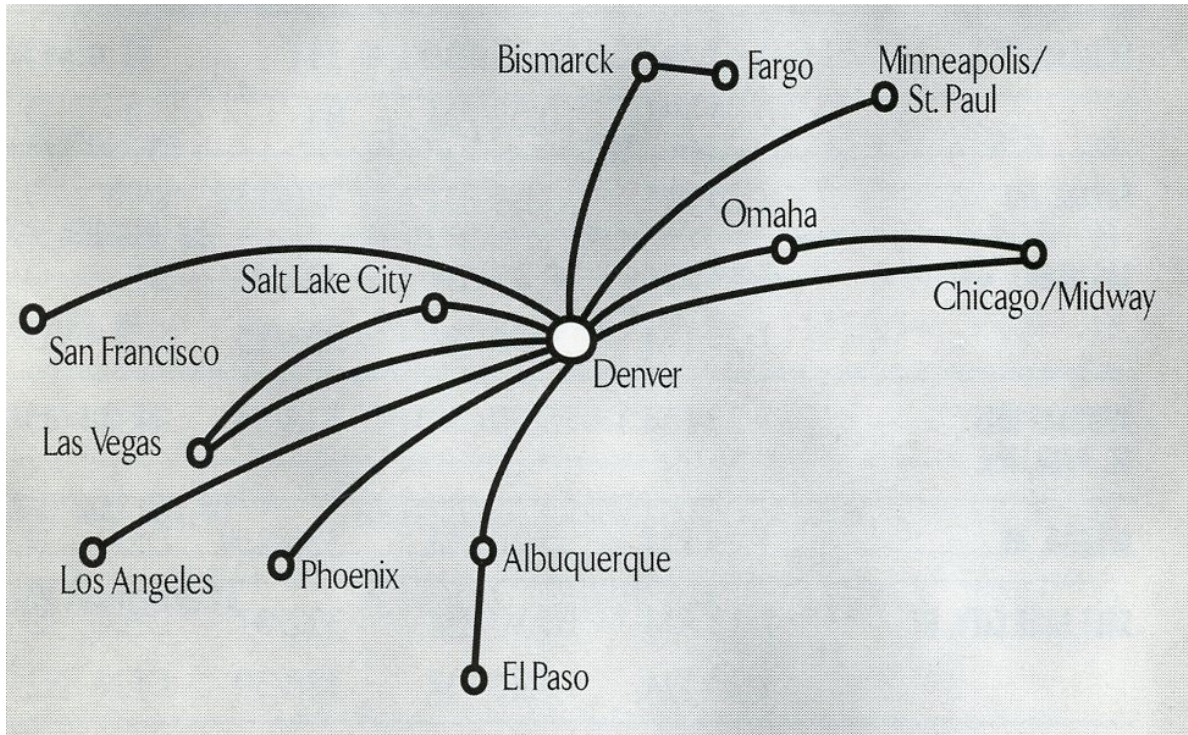 Bismarck
Fargo
Minneapolis/
St. Paul
Omaha
Salt Lake City
Chicago/Midway
San Francisco
Denver
Las Vegas
Los Angeles
Phoenix
Albuquerque
El Paso